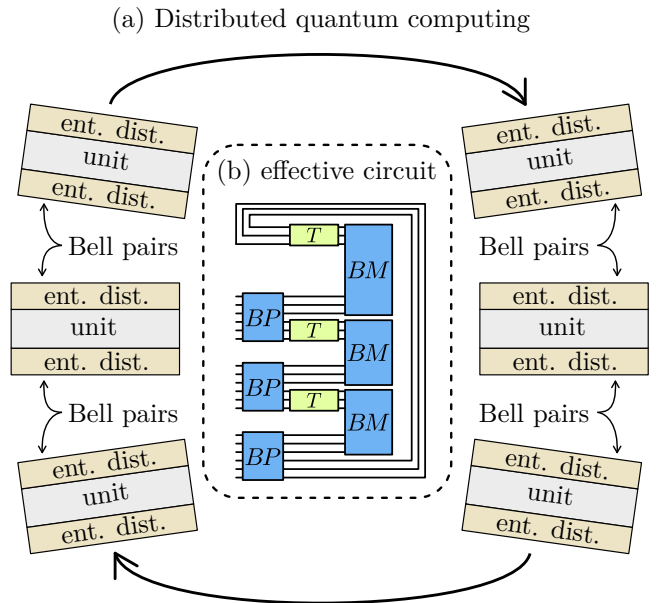 (a) Distributed quantum computing
ent. dist.
unit
ent. dist.
ent. dist.
unit
ent. dist.
(b) effective circuit
Bell pairs
Bell pairs
T
BM
ent. dist.
unit
ent. dist.
ent. dist.
unit
ent. dist.
BP
T
BM
Bell pairs
Bell pairs
BP
T
BM
BP
ent. dist.
unit
ent. dist.
ent. dist.
unit
ent. dist.